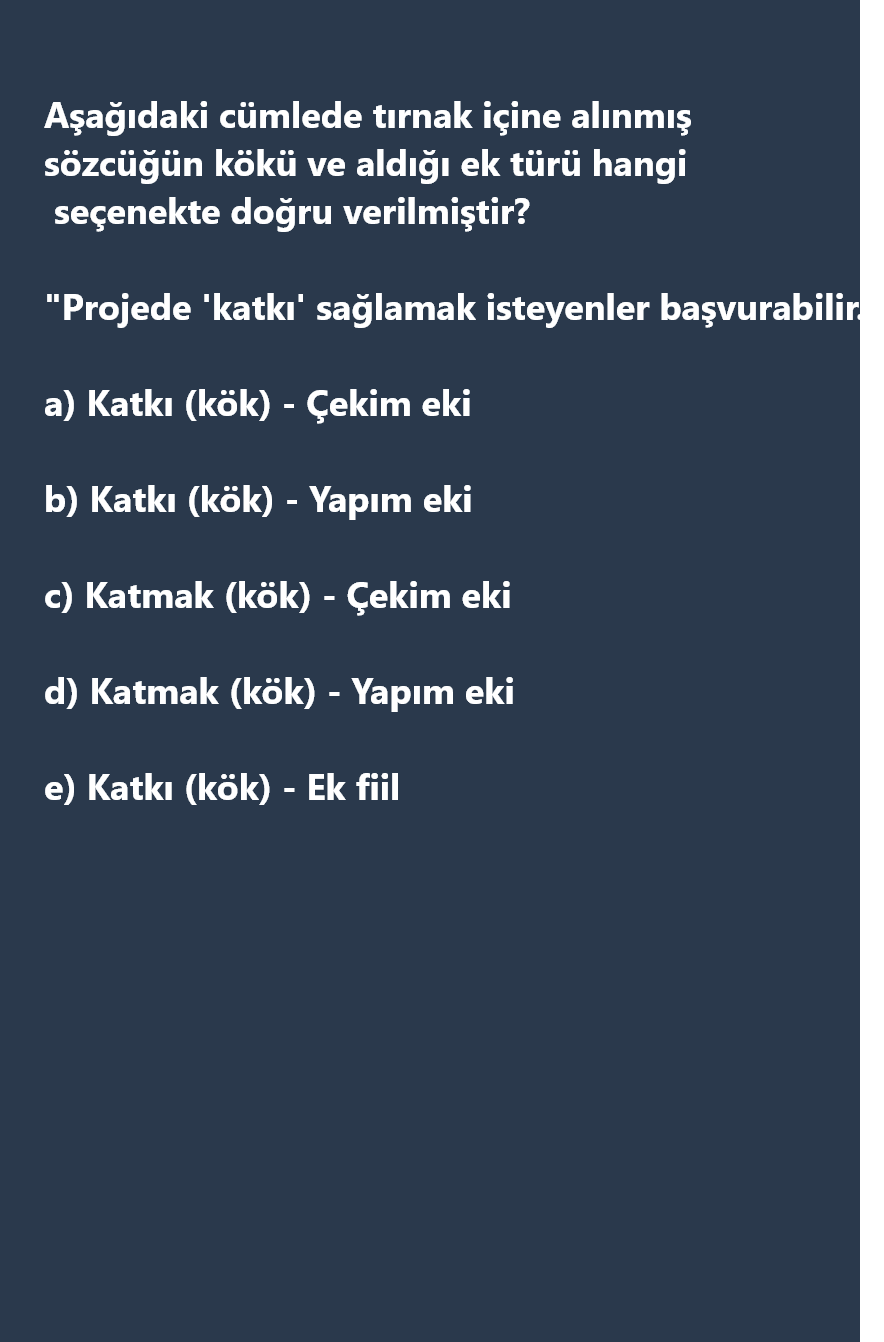 Aşağıdaki cümlede tırnak içine alınmış
sözcüğün kökü ve aldığı ek türü hangi
seçenekte doğru verilmiştir?
"Projede 'katkı' sağlamak isteyenler başvurabilir.
a) Katkı (kök) - Çekim eki
b) Katkı (kök) - Yapım eki
c) Katmak (kök) - Çekim eki
d) Katmak (kök) - Yapım eki
e) Katkı (kök) - Ek fiil